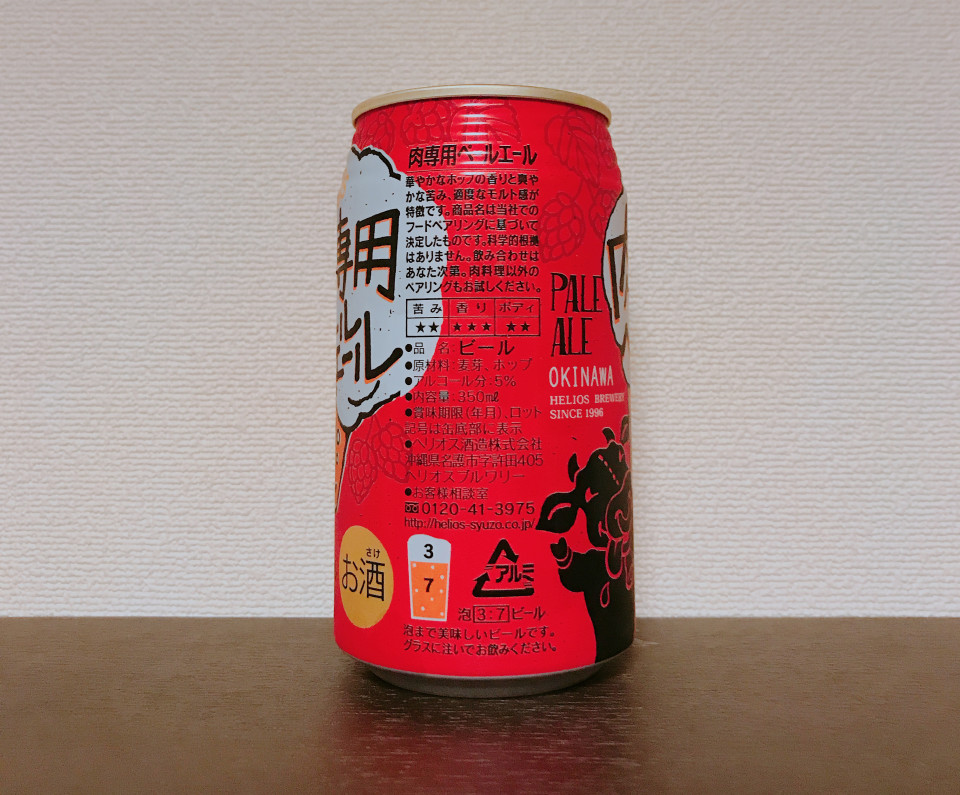 専用
ール
エール
肉専用ペールエール
華やかなホップの香りと爽や
かな苦み、適度なモルト感が
特徴です。商品名は当社での
フードペアリングに基づいて
決定したものです。科学的根拠
はありません。飲み合わせは
あなた次第。肉料理以外の
ペアリングもお試しください。
苦み 香り ボディ
★★ ★★★ ★★
●品 名:ビール
●原材料:麦芽、ホップ
●アルコール分:5%
●内容量:350㎖
●賞味期限(年月)、ロット
記号は缶底部に表示
●ヘリオス酒造株式会社
沖縄県名護市字許田405
ヘリオスブルワリー
●お客様相談室
0120-41-3975
http://helios-syuzo.co.jp/
さけ
お酒
3
7
アルミ
泡3:7ビール
泡まで美味しいビールです。
グラスに注いでお飲みください。
PALE
ALE
OKINAWA
HELIOS BREWERY
SINCE 1996